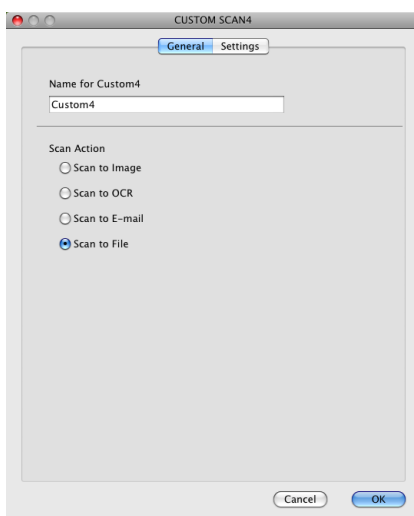 CUSTOM SCAN4
General Settings
Name for Custom4
Custom4
Scan Action
Scan to Image
Scan to OCR
Scan to E-mail
Scan to File
Cancel OK